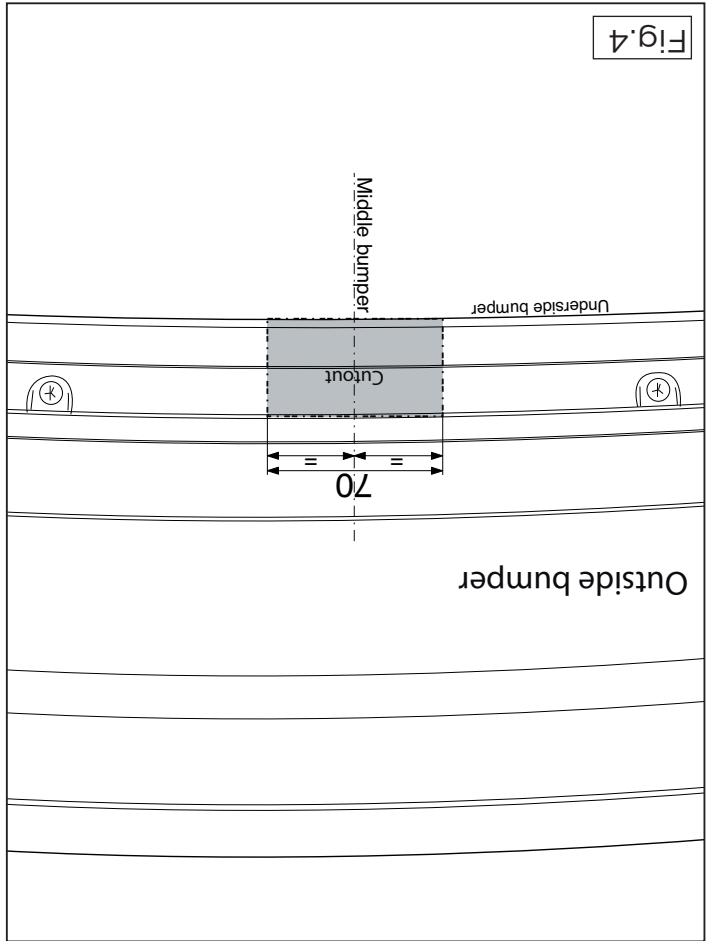 Outside bumper
70
= =
Cutout
Underside bumper
Middle bumper
Fig.4